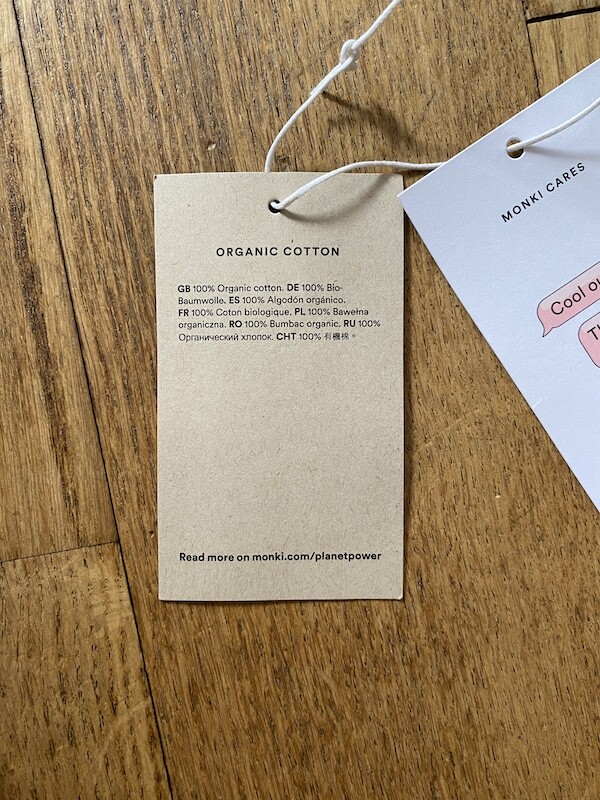 ORGANIC COTTON
GB 100% Organic cotton. DE 100% Bio-
Baumwolle. ES 100% Algodón orgánico.
FR 100% Coton biologique. PL 100% Bawełna
organiczna. RO 100% Bumbac organic. RU 100%
Органический хлопок. CHT 100% 有機棉。
Read more on monki.com/planetpower
MONKI CARES
Cool